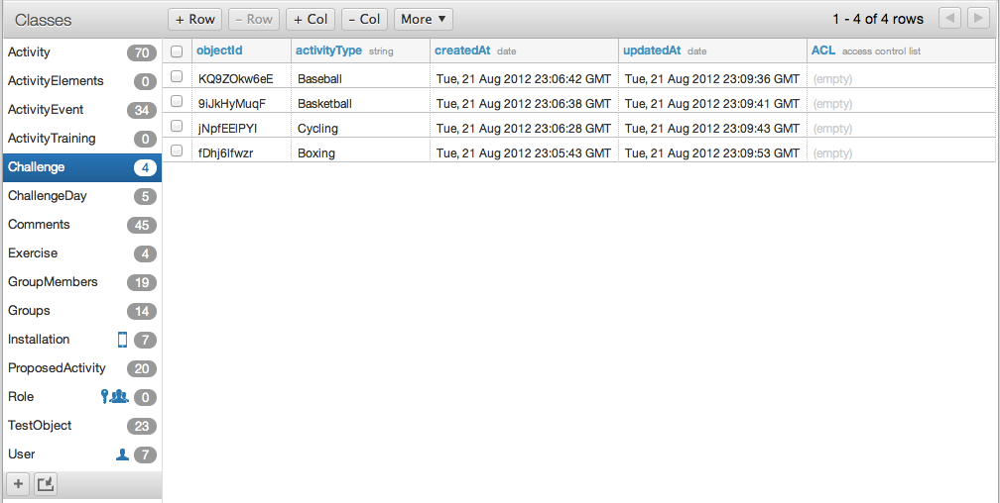 Classes + Row − Row + Col − Col More ▼ 1 - 4 of 4 rows
Activity 70
ActivityElements 0
ActivityEvent 34
ActivityTraining 0
Challenge 4
ChallengeDay 5
Comments 45
Exercise 4
GroupMembers 19
Groups 14
Installation 7
ProposedActivity 20
Role 0
TestObject 23
User 7
+
objectId activityType string createdAt date updatedAt date ACL access control list
KQ9ZOkw6eE Baseball Tue, 21 Aug 2012 23:06:42 GMT Tue, 21 Aug 2012 23:09:36 GMT (empty)
9iJkHyMuqF Basketball Tue, 21 Aug 2012 23:06:38 GMT Tue, 21 Aug 2012 23:09:41 GMT (empty)
Cycling Tue, 21 Aug 2012 23:06:28 GMT Tue, 21 Aug 2012 23:09:43 GMT (empty)
Boxing Tue, 21 Aug 2012 23:05:43 GMT Tue, 21 Aug 2012 23:09:53 GMT (empty)